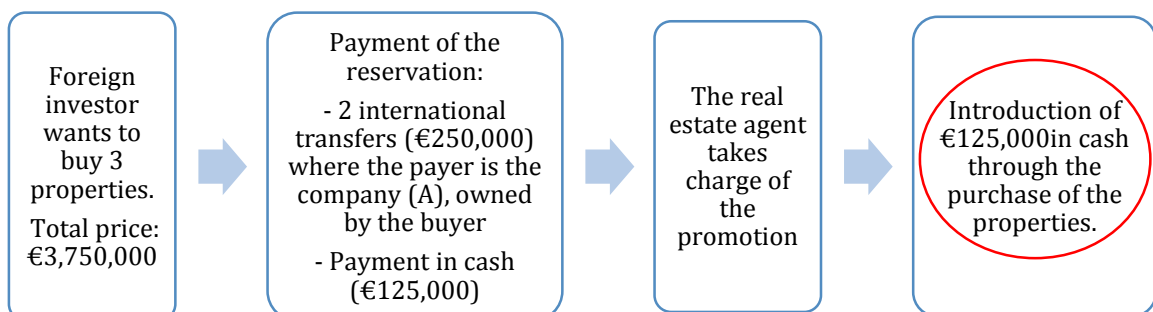 Foreign
investor
wants to
buy 3
properties.
Total price:
€3,750,000
Payment of the
reservation:
- 2 international
transfers (€250,000)
where the payer is the
company (A), owned
by the buyer
- Payment in cash
(€125,000)
The real
estate agent
takes
charge of
the
promotion
Introduction of
€125,000in cash
through the
purchase of the
properties.